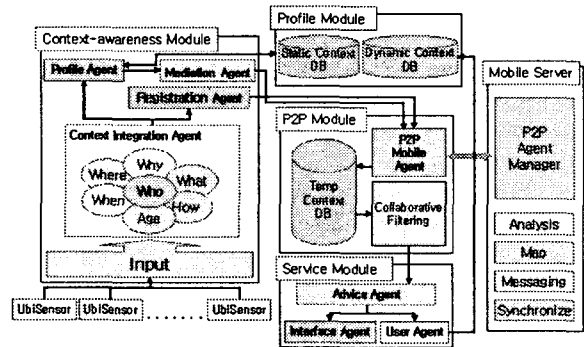 Context-awareness Module
Profile Agent
Mediation Agent
Registration Agent
Context Integration Agent
Why
Where
What
Who
When
How
Age
Input
UbiSensor
UbiSensor
........
UbiSensor
Profile Module
Static Context
DB
Dynamic Context
DB
P2P Module
P2P
Mobile
Agent
Temp
Context
DB
Collaborative
Filtering
Service Module
Advice Agent
Interface Agent
User Agent
Mobile Server
P2P
Agent
Manager
Analysis
Map
Messaging
Synchronize